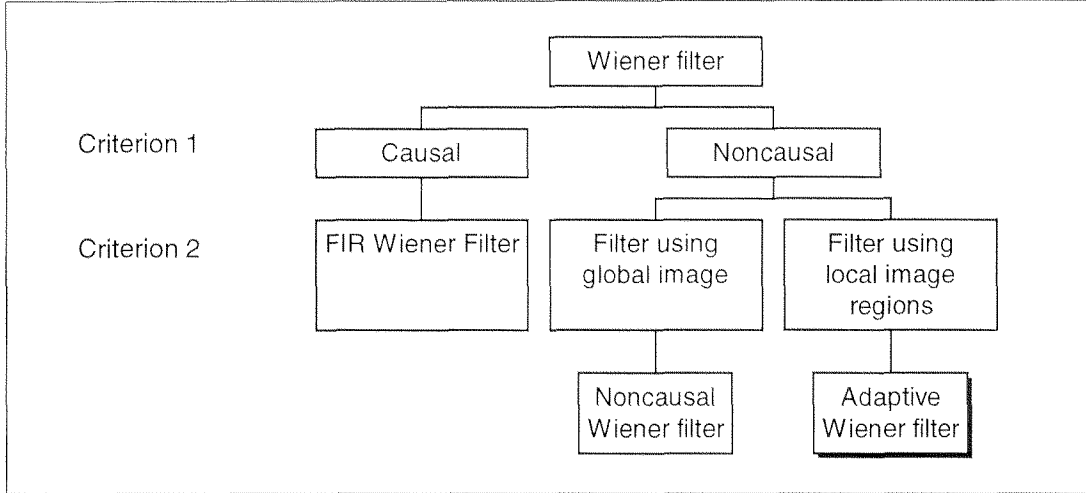 Wiener filter
Criterion 1
Causal
Noncausal
Criterion 2
FIR Wiener Filter
Filter using
global image
Filter using
local image
regions
Noncausal
Wiener filter
Adaptive
Wiener filter